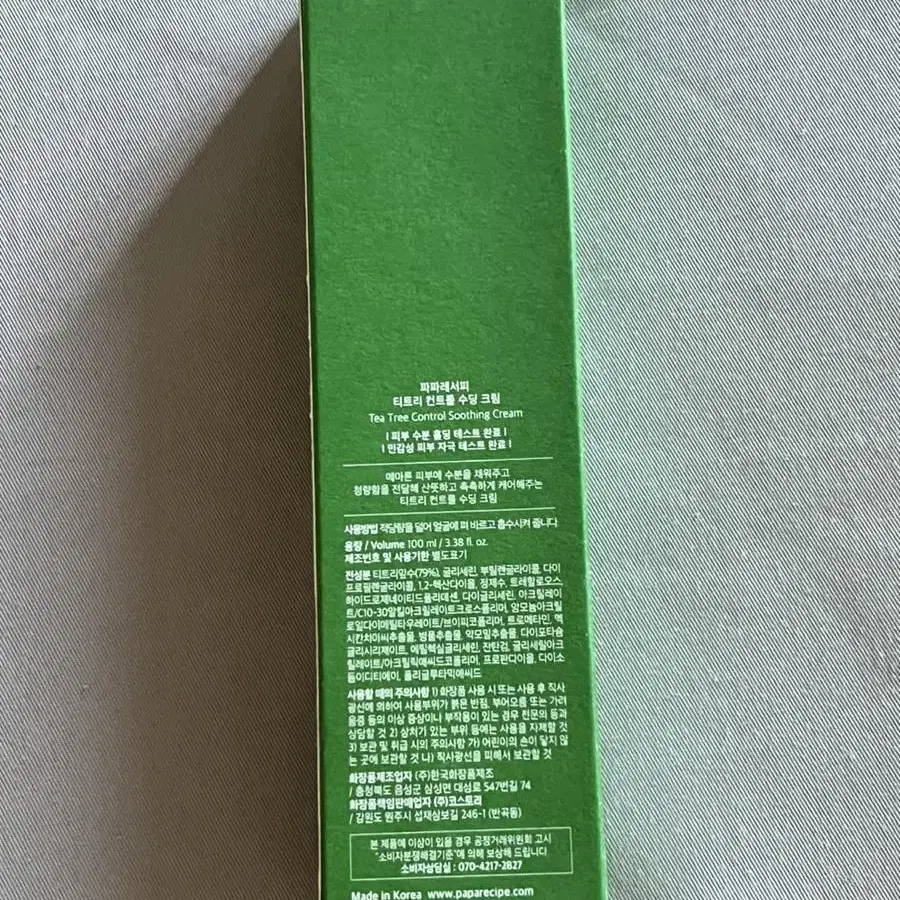 파파레서피
티트리 컨트롤 수딩 크림
Tea Tree Control Soothing Cream
I 피부 수분 홀딩 테스트 완료 I
I 민감성 피부 자극 테스트 완료 I
메마른 피부에 수분을 채워주고
청량함을 전달해 산뜻하고 촉촉하게 케어해주는
티트리 컨트롤 수딩 크림
사용방법 적당량을 덜어 얼굴에 펴 바르고 흡수시켜 줍니다.
용량 / Volume 100 ml / 3.38 fl. oz.
제조번호 및 사용기한 별도표기
전성분 티트리잎수(79%), 글리세린, 부틸렌글라이콜, 다이
프로필렌글라이콜, 1,2-헥산다이올, 정제수, 트레할로오스,
하이드로제네이티드폴리데센, 다이글리세린, 아크릴레이
트/C10-30알킬아크릴레이트크로스폴리머, 암모늄아크릴
로일다이메틸타우레이트/브이피코폴리머, 트로메타민, 멕
시칸치아씨추출물, 병풀추출물, 약모밀추출물, 다이포타슘
글리시리제이트, 에틸헥실글리세린, 잔탄검, 글리세릴아크
릴레이트/아크릴릭애씨드코폴리머, 프로판다이올, 다이소
듐이디티에이, 폴리글루타믹애씨드
사용할 때의 주의사항 1) 화장품 사용 시 또는 사용 후 직사
광선에 의하여 사용부위가 붉은 반점, 부어오름 또는 가려
움증 등의 이상 증상이나 부작용이 있는 경우 전문의 등과
상담할 것 2) 상처가 있는 부위 등에는 사용을 자제할 것
3) 보관 및 취급 시의 주의사항 가) 어린이의 손이 닿지 않
는 곳에 보관할 것 나) 직사광선을 피해서 보관할 것
화장품제조업자 (주)한국화장품제조
/ 충청북도 음성군 삼성면 대성로 547번길 74
화장품책임판매업자 (주)코스토리
/ 강원도 원주시 섭재삼보길 246-1 (반곡동)
본 제품에 이상이 있을 경우 공정거래위원회 고시
"소비자분쟁해결기준"에 의해 보상해 드립니다.
소비자상담실 : 070-4217-2827
Made in Korea www.paparecipe.com